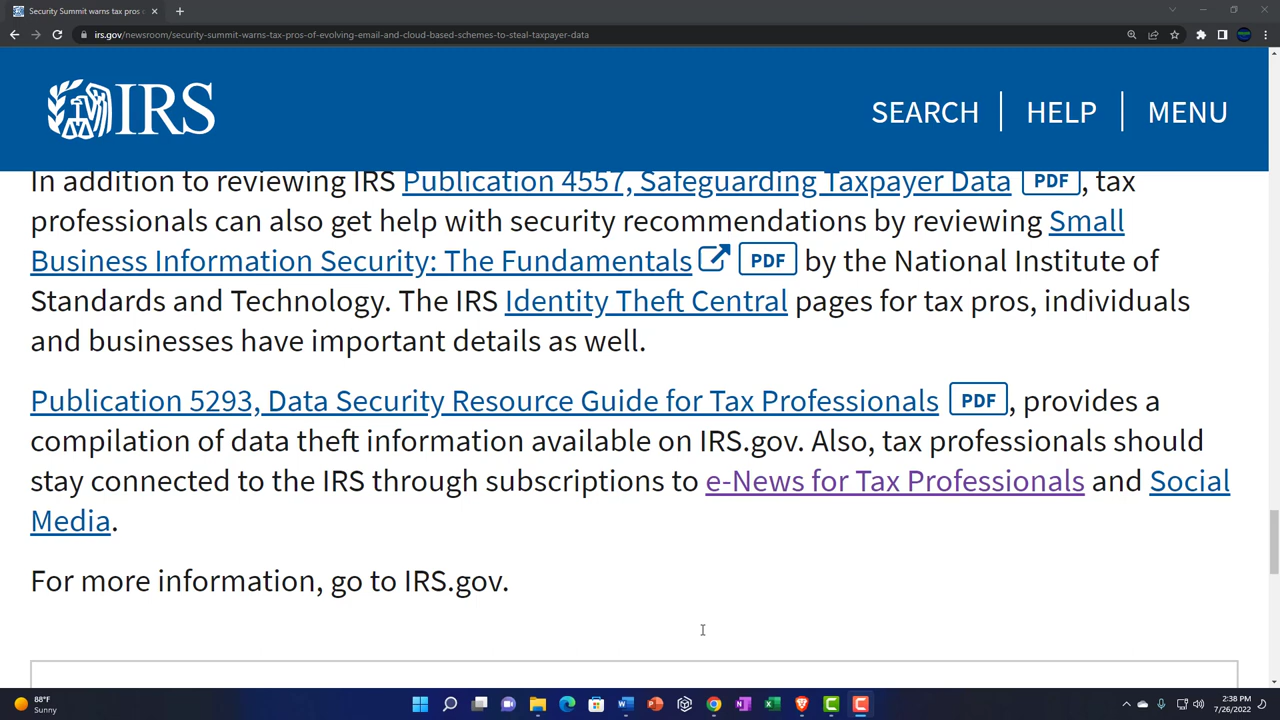 Security Summit warns tax pros
irs.gov/newsroom/security-summit-warns-tax-pros-of-evolving-email-and-cloud-based-schemes-to-steal-taxpayer-data
IRS
SEARCH
HELP
MENU
In addition to reviewing IRS Publication 4557, Safeguarding Taxpayer Data PDF, tax
professionals can also get help with security recommendations by reviewing Small
Business Information Security: The Fundamentals PDF by the National Institute of
Standards and Technology. The IRS Identity Theft Central pages for tax pros, individuals
and businesses have important details as well.
Publication 5293, Data Security Resource Guide for Tax Professionals PDF, provides a
compilation of data theft information available on IRS.gov. Also, tax professionals should
stay connected to the IRS through subscriptions to e-News for Tax Professionals and Social
Media.
For more information, go to IRS.gov.
88°F
Sunny
2:38 PM
7/26/2022